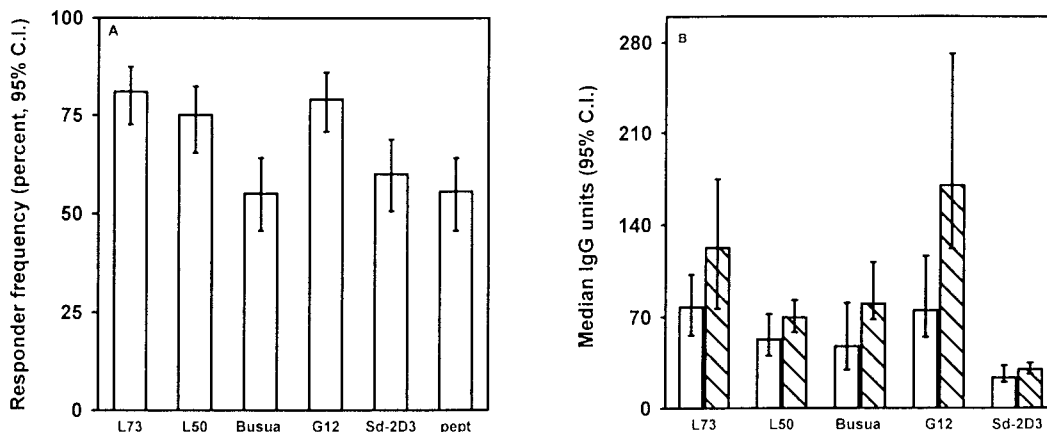 Responder frequency (percent, 95% C.I.)
100
75
50
25
0
A
L73 L50 Busua G12 Sd-2D3 pept
Median IgG units (95% C.I.)
280
210
140
70
0
B
L73 L50 Busua G12 Sd-2D3